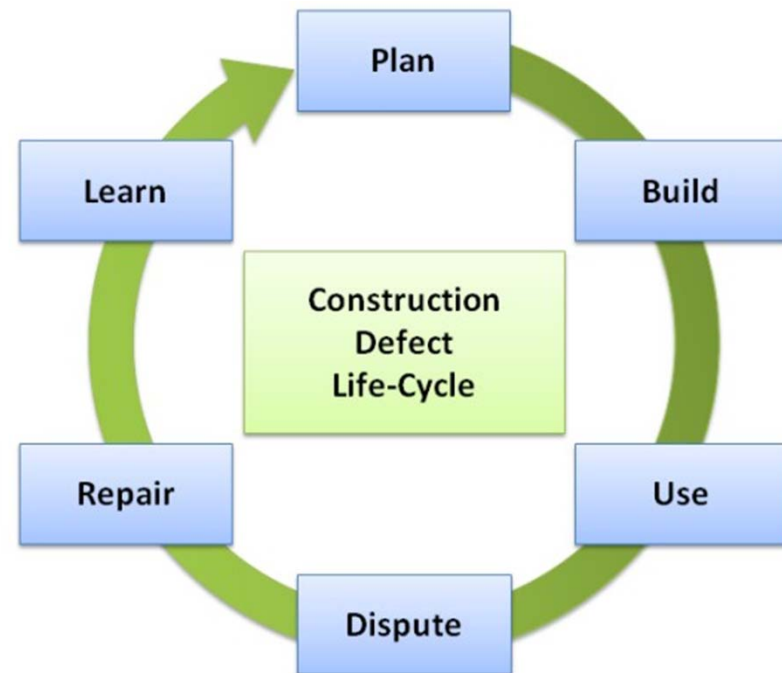 Plan
Build
Use
Dispute
Repair
Learn
Construction
Defect
Life-Cycle